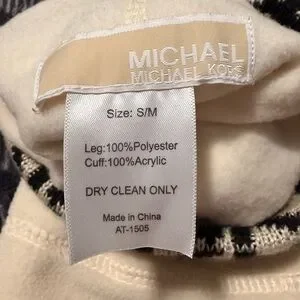 MICHAEL
MICHAEL KORS
Size: S/M
Leg:100%Polyester
Cuff:100%Acrylic
DRY CLEAN ONLY
Made in China
AT-1505